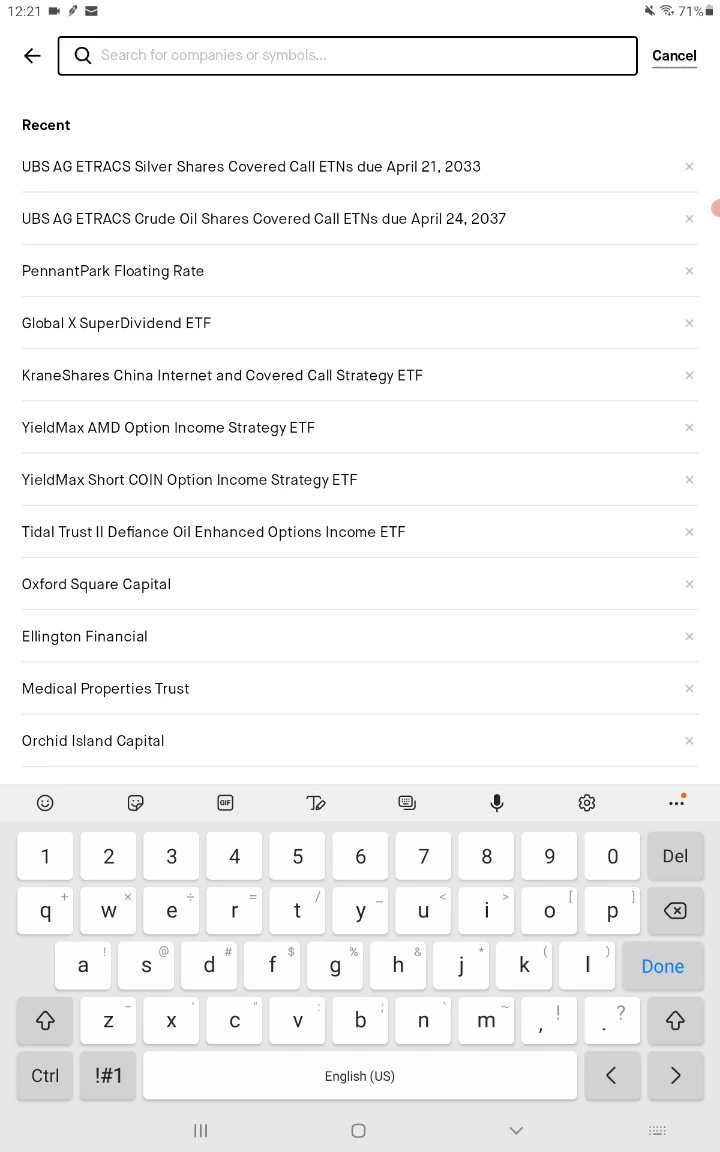 12:21
71%
Search for companies or symbols...
Cancel
Recent
UBS AG ETRACS Silver Shares Covered Call ETNs due April 21, 2033
UBS AG ETRACS Crude Oil Shares Covered Call ETNs due April 24, 2037
PennantPark Floating Rate
Global X SuperDividend ETF
KraneShares China Internet and Covered Call Strategy ETF
YieldMax AMD Option Income Strategy ETF
YieldMax Short COIN Option Income Strategy ETF
Tidal Trust II Defiance Oil Enhanced Options Income ETF
Oxford Square Capital
Ellington Financial
Medical Properties Trust
Orchid Island Capital
GIF
1 2 3 4 5 6 7 8 9 0 Del
q + w × e ÷ r = t / y _ u < i > o [ p ]
a ! s @ d # f $ g % h & j * k ( l ) Done
z - x ' c " v : b ; n ` m ~ , ! . ?
Ctrl !#1 English (US) < >